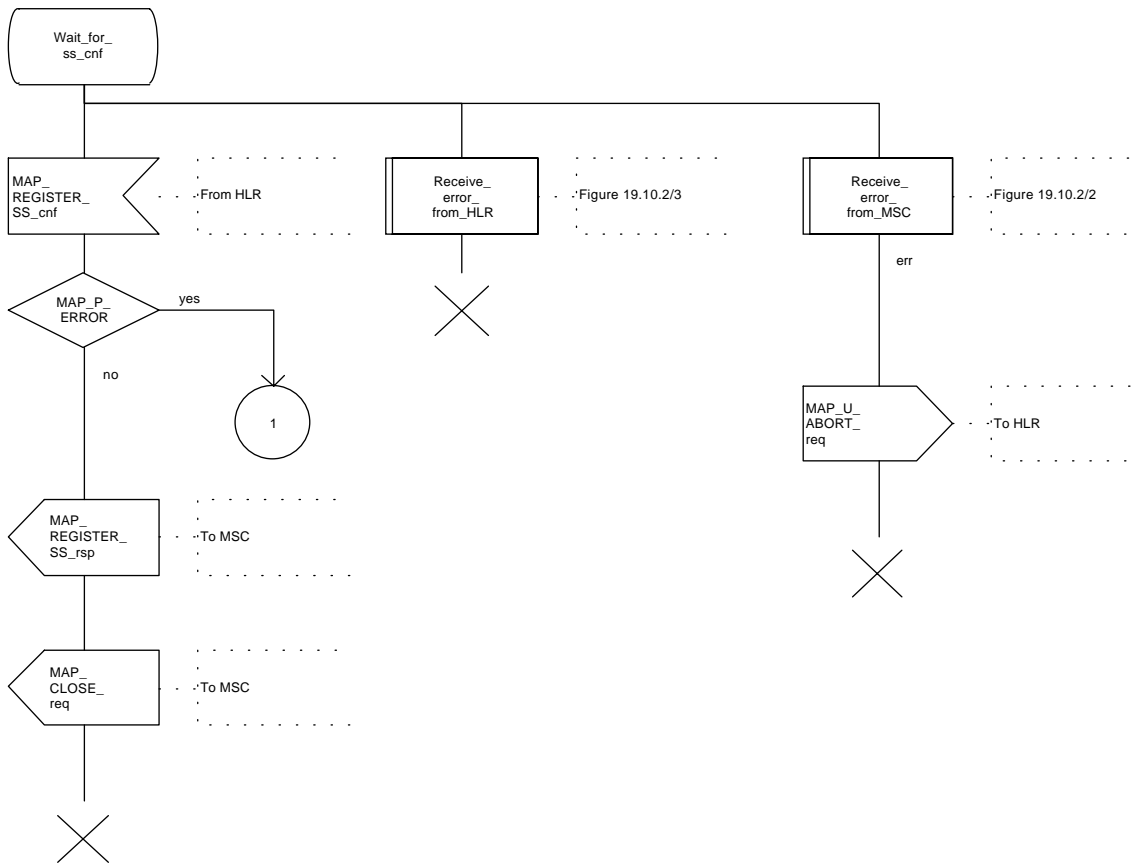 Wait_for_
ss_cnf
MAP_
REGISTER_
SS_cnf
From HLR
Receive_
error_
from_HLR
Figure 19.10.2/3
Receive_
error_
from_MSC
Figure 19.10.2/2
err
MAP_P_
ERROR
yes
no
1
MAP_U_
ABORT_
req
To HLR
MAP_
REGISTER_
SS_rsp
To MSC
MAP_
CLOSE_
req
To MSC